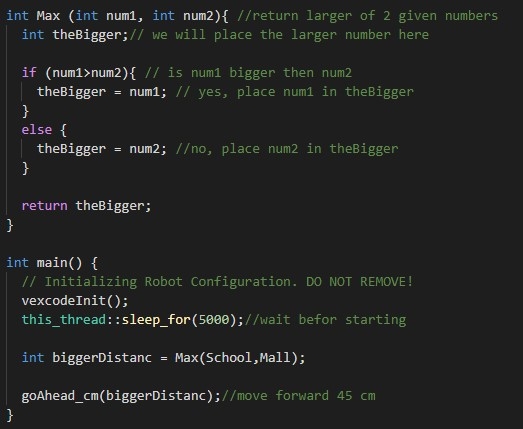 int Max (int num1, int num2){ //return larger of 2 given numbers
int theBigger;// we will place the larger number here
if (num1>num2){ // is num1 bigger then num2
theBigger = num1; // yes, place num1 in theBigger
}
else {
theBigger = num2; //no, place num2 in theBigger
}
return theBigger;
}
int main() {
// Initializing Robot Configuration. DO NOT REMOVE!
vexcodeInit();
this_thread::sleep_for(5000);//wait befor starting
int biggerDistanc = Max(School,Mall);
goAhead_cm(biggerDistanc);//move forward 45 cm
}